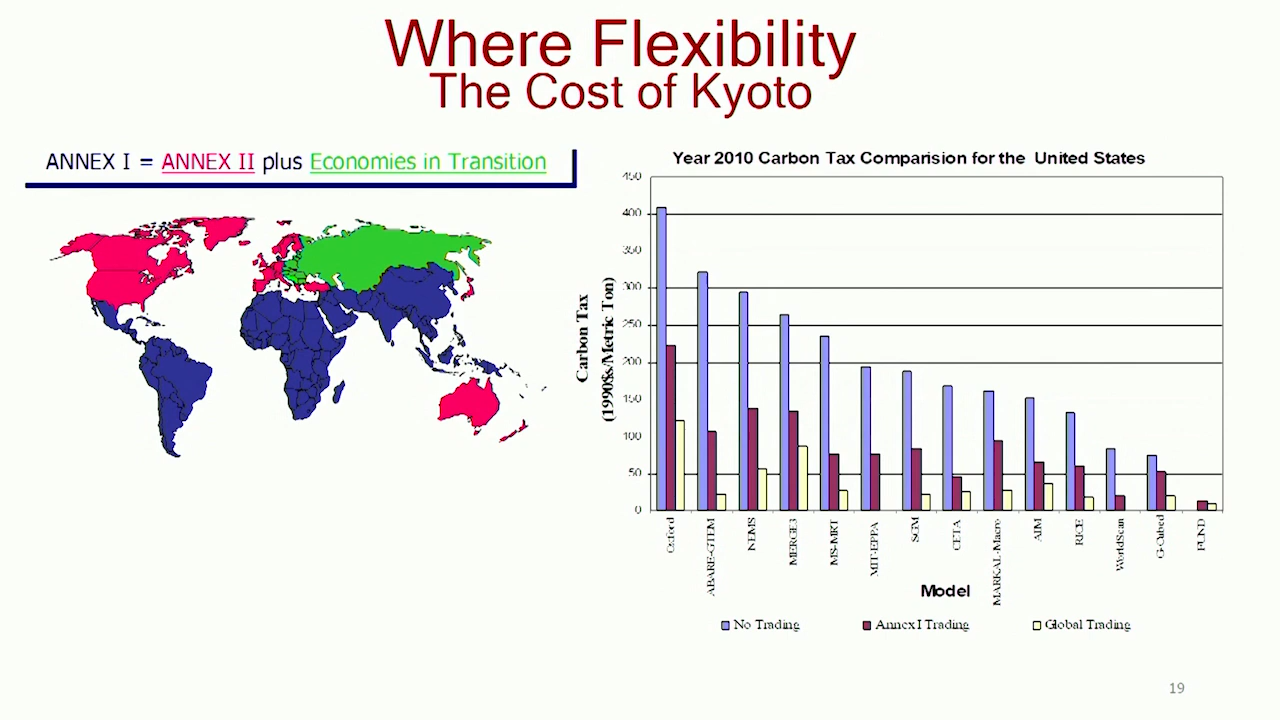 Where Flexibility
The Cost of Kyoto
ANNEX I = ANNEX II plus Economies in Transition
Year 2010 Carbon Tax Comparision for the United States
Carbon Tax
(1990$s/Metric Ton)
450
400
350
300
250
200
150
100
50
0
Oxford
ABARE-GTEM
NEMS
MERGE3
MS-MRT
MIT-EPPA
SGM
CETA
MARKAL-Macro
AIM
RICE
WorldScan
G-Cubed
FUND
Model
No Trading
Annex I Trading
Global Trading
19